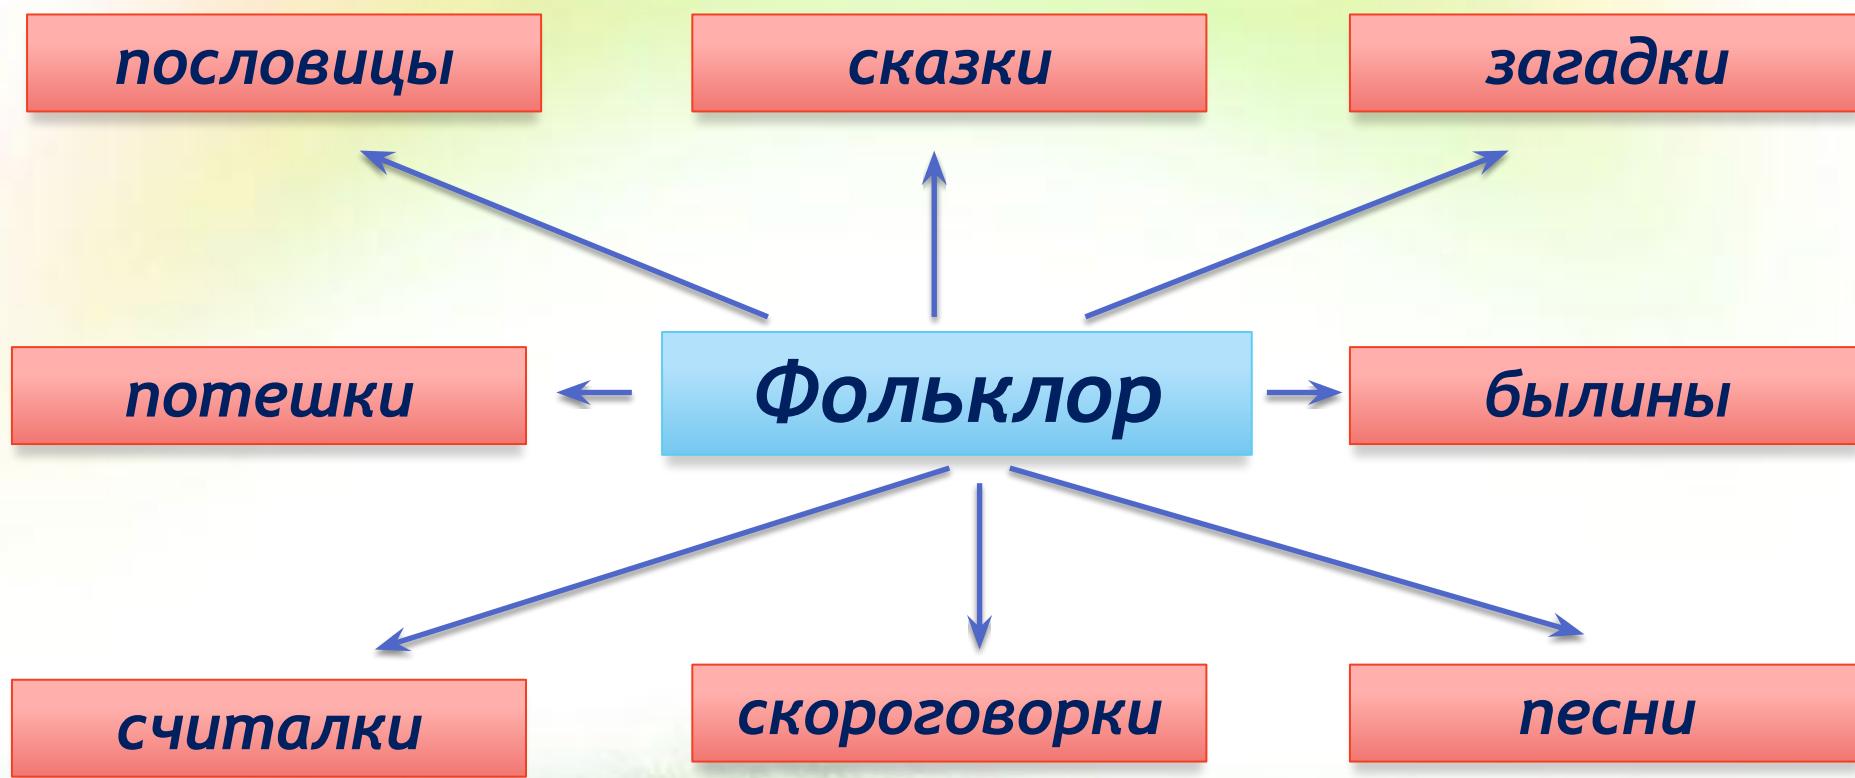 пословицы
сказки
загадки
потешки
Фольклор
былины
считалки
скороговорки
песни